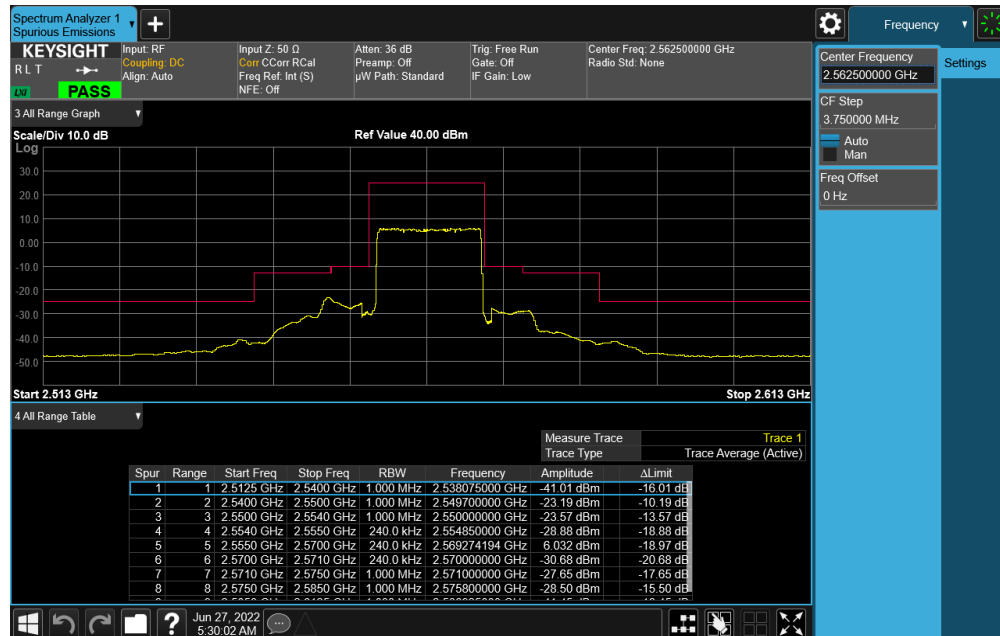 Spectrum Analyzer 1
Spurious Emissions
+
Frequency
KEYSIGHT
R L T
LXI
PASS
Input: RF
Coupling: DC
Align: Auto
Input Z: 50 Ω
Corr CCorr RCal
Freq Ref: Int (S)
NFE: Off
Atten: 36 dB
Preamp: Off
µW Path: Standard
Trig: Free Run
Gate: Off
IF Gain: Low
Center Freq: 2.562500000 GHz
Radio Std: None
Center Frequency
2.562500000 GHz
Settings
CF Step
3.750000 MHz
Auto
Man
Freq Offset
0 Hz
3 All Range Graph
Scale/Div 10.0 dB
Ref Value 40.00 dBm
Log
30.0
20.0
10.0
0.00
-10.0
-20.0
-30.0
-40.0
-50.0
Start 2.513 GHz
Stop 2.613 GHz
4 All Range Table
Measure Trace Trace 1
Trace Type Trace Average (Active)
Spur Range Start Freq Stop Freq RBW Frequency Amplitude ΔLimit
1 1 2.5125 GHz 2.5400 GHz 1.000 MHz 2.538075000 GHz -41.01 dBm -16.01 dB
2 2 2.5400 GHz 2.5500 GHz 1.000 MHz 2.549700000 GHz -23.19 dBm -10.19 dB
3 3 2.5500 GHz 2.5540 GHz 1.000 MHz 2.550000000 GHz -23.57 dBm -13.57 dB
4 4 2.5540 GHz 2.5550 GHz 240.0 kHz 2.554850000 GHz -28.88 dBm -18.88 dB
5 5 2.5550 GHz 2.5700 GHz 240.0 kHz 2.569274194 GHz 6.032 dBm -18.97 dB
6 6 2.5700 GHz 2.5710 GHz 240.0 kHz 2.570000000 GHz -30.68 dBm -20.68 dB
7 7 2.5710 GHz 2.5750 GHz 1.000 MHz 2.571000000 GHz -27.65 dBm -17.65 dB
8 8 2.5750 GHz 2.5850 GHz 1.000 MHz 2.575800000 GHz -28.50 dBm -15.50 dB
?
Jun 27, 2022
5:30:02 AM